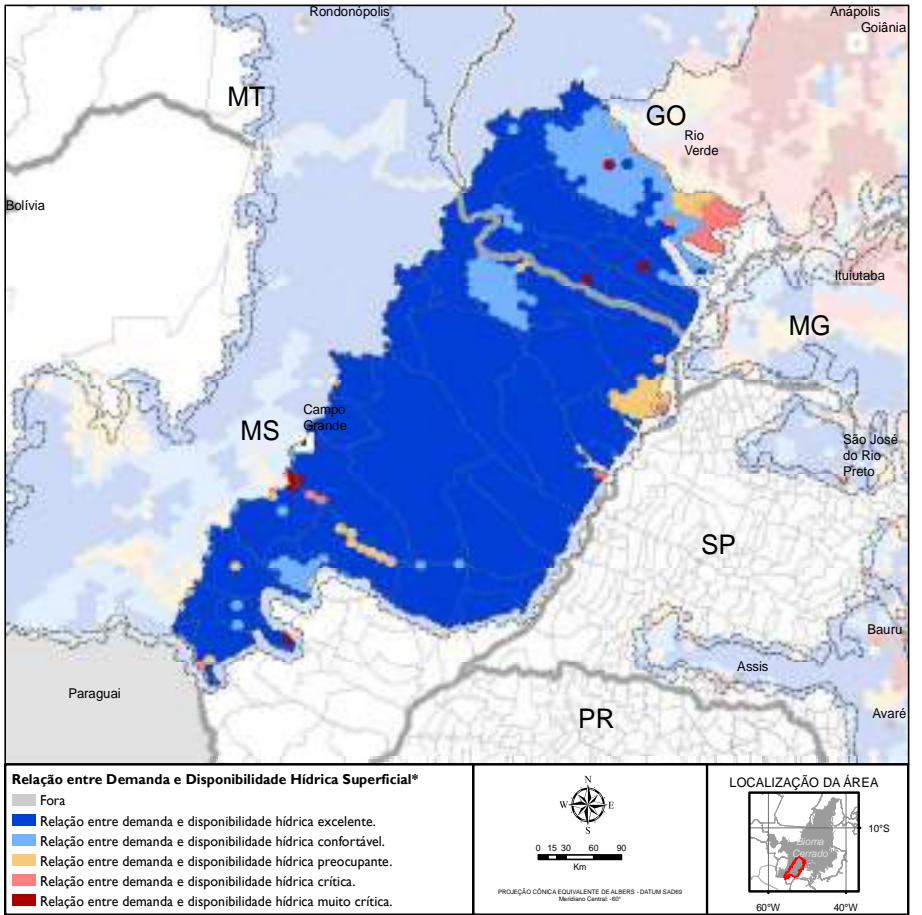 Rondonópolis
Anápolis
Goiânia
MT
GO
Rio
Verde
Bolívia
Ituiutaba
MG
Campo
Grande
MS
São José
do Rio
Preto
SP
Bauru
Assis
Paraguai
Avaré
PR
Relação entre Demanda e Disponibilidade Hídrica Superficial*
Fora
Relação entre demanda e disponibilidade hídrica excelente.
Relação entre demanda e disponibilidade hídrica confortável.
Relação entre demanda e disponibilidade hídrica preocupante.
Relação entre demanda e disponibilidade hídrica crítica.
Relação entre demanda e disponibilidade hídrica muito crítica.
N
W E
S
0 15 30 60 90
Km
PROJEÇÃO CÔNICA EQUIVALENTE DE ALBERS - DATUM SAD69
Meridiano Central: -60°
LOCALIZAÇÃO DA ÁREA
10°S
Bioma
Cerrado
60°W 40°W